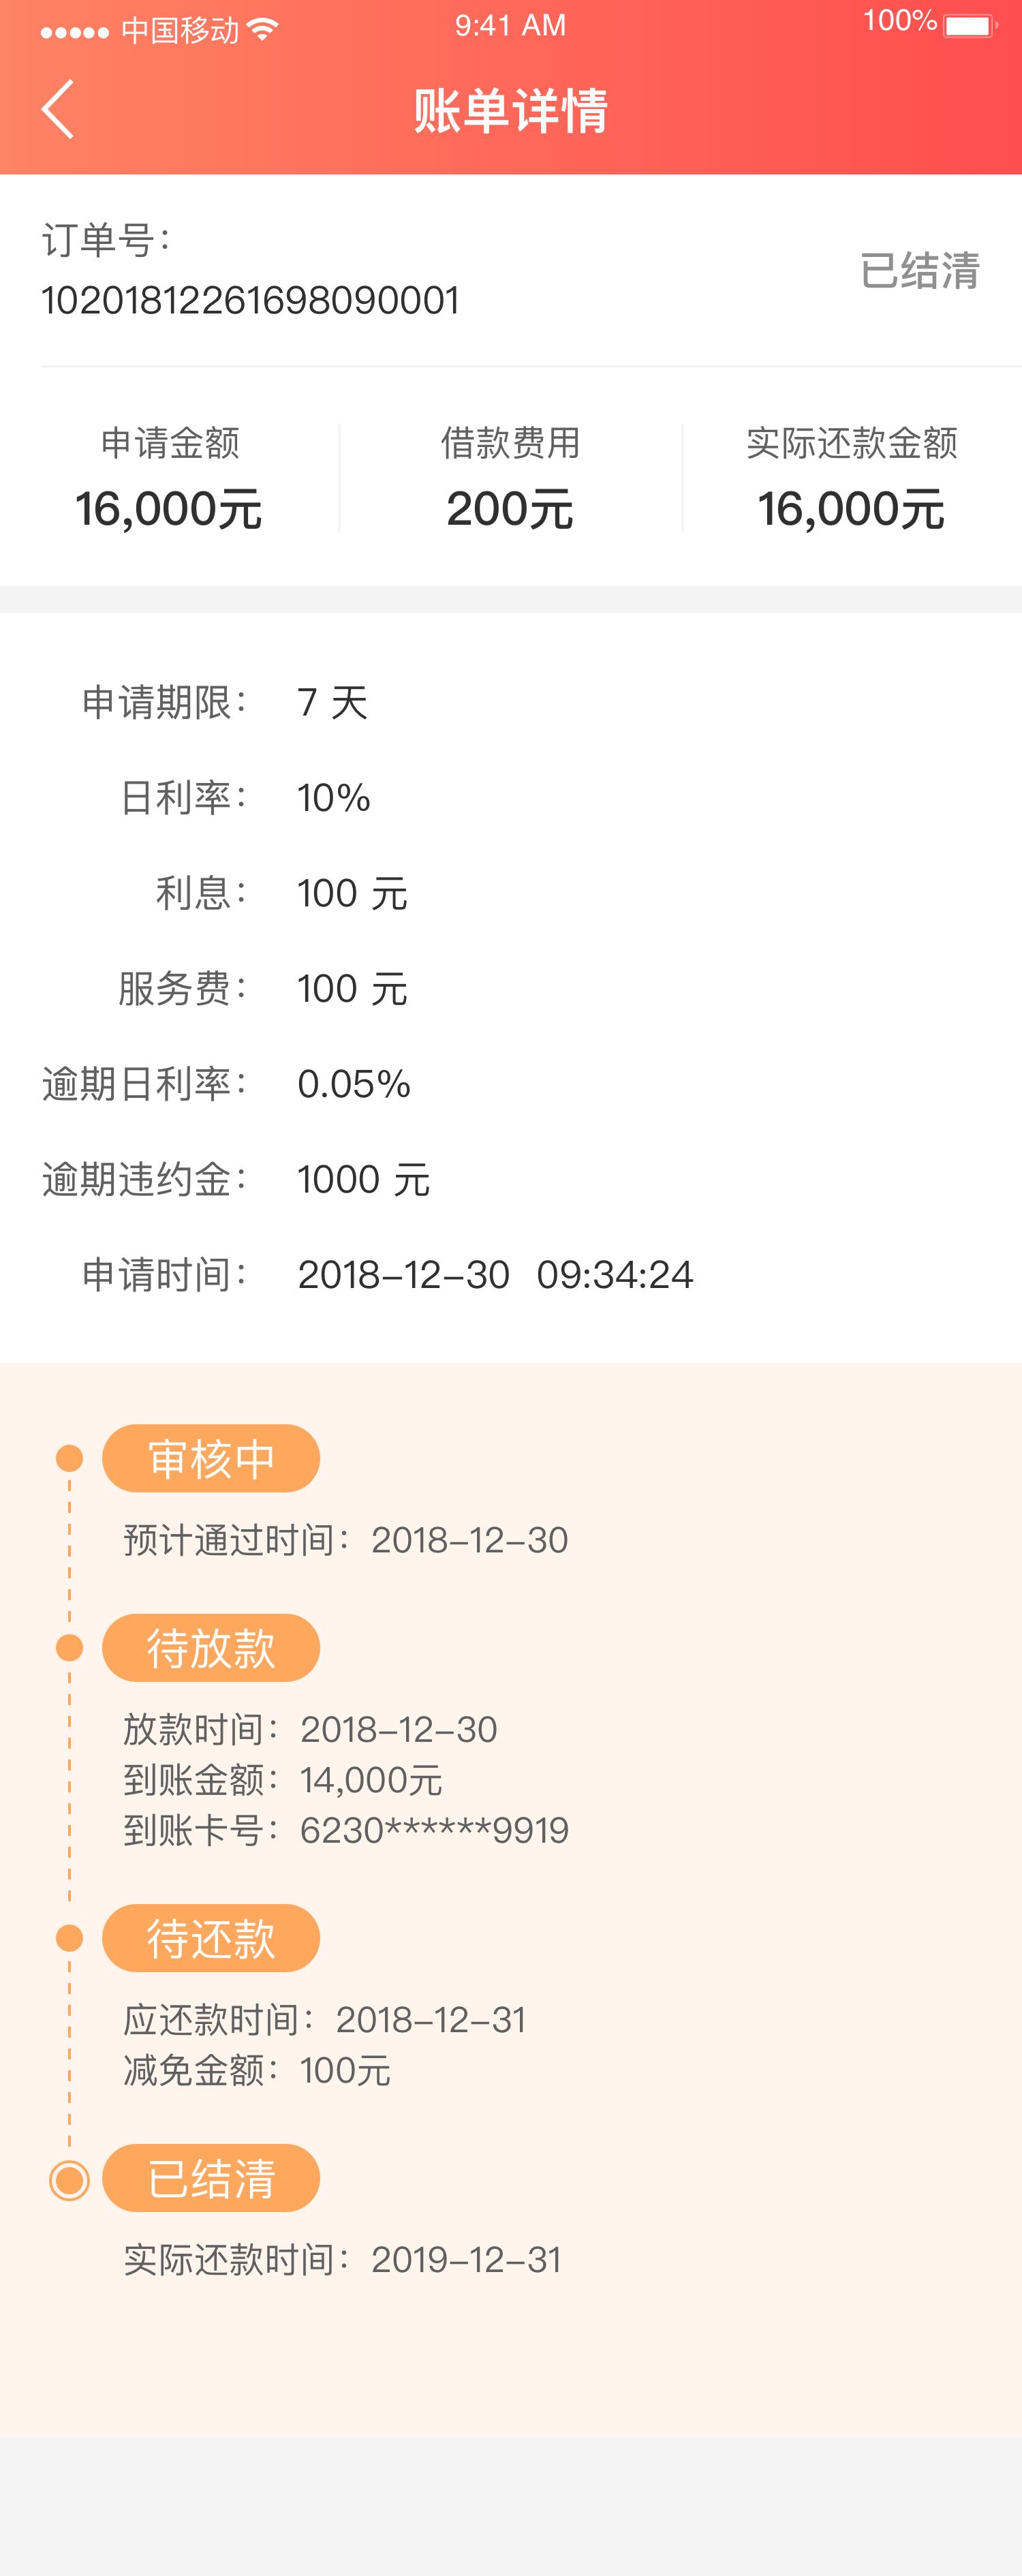 中国移动
9:41 AM
100%
账单详情
订单号：
10201812261698090001
已结清
申请金额
借款费用
实际还款金额
16,000元
200元
16,000元
申请期限： 7 天
日利率： 10%
利息： 100 元
服务费： 100 元
逾期日利率： 0.05%
逾期违约金： 1000 元
申请时间： 2018-12-30 09:34:24
审核中
预计通过时间：2018-12-30
待放款
放款时间：2018-12-30
到账金额：14,000元
到账卡号：6230******9919
待还款
应还款时间：2018-12-31
减免金额：100元
已结清
实际还款时间：2019-12-31